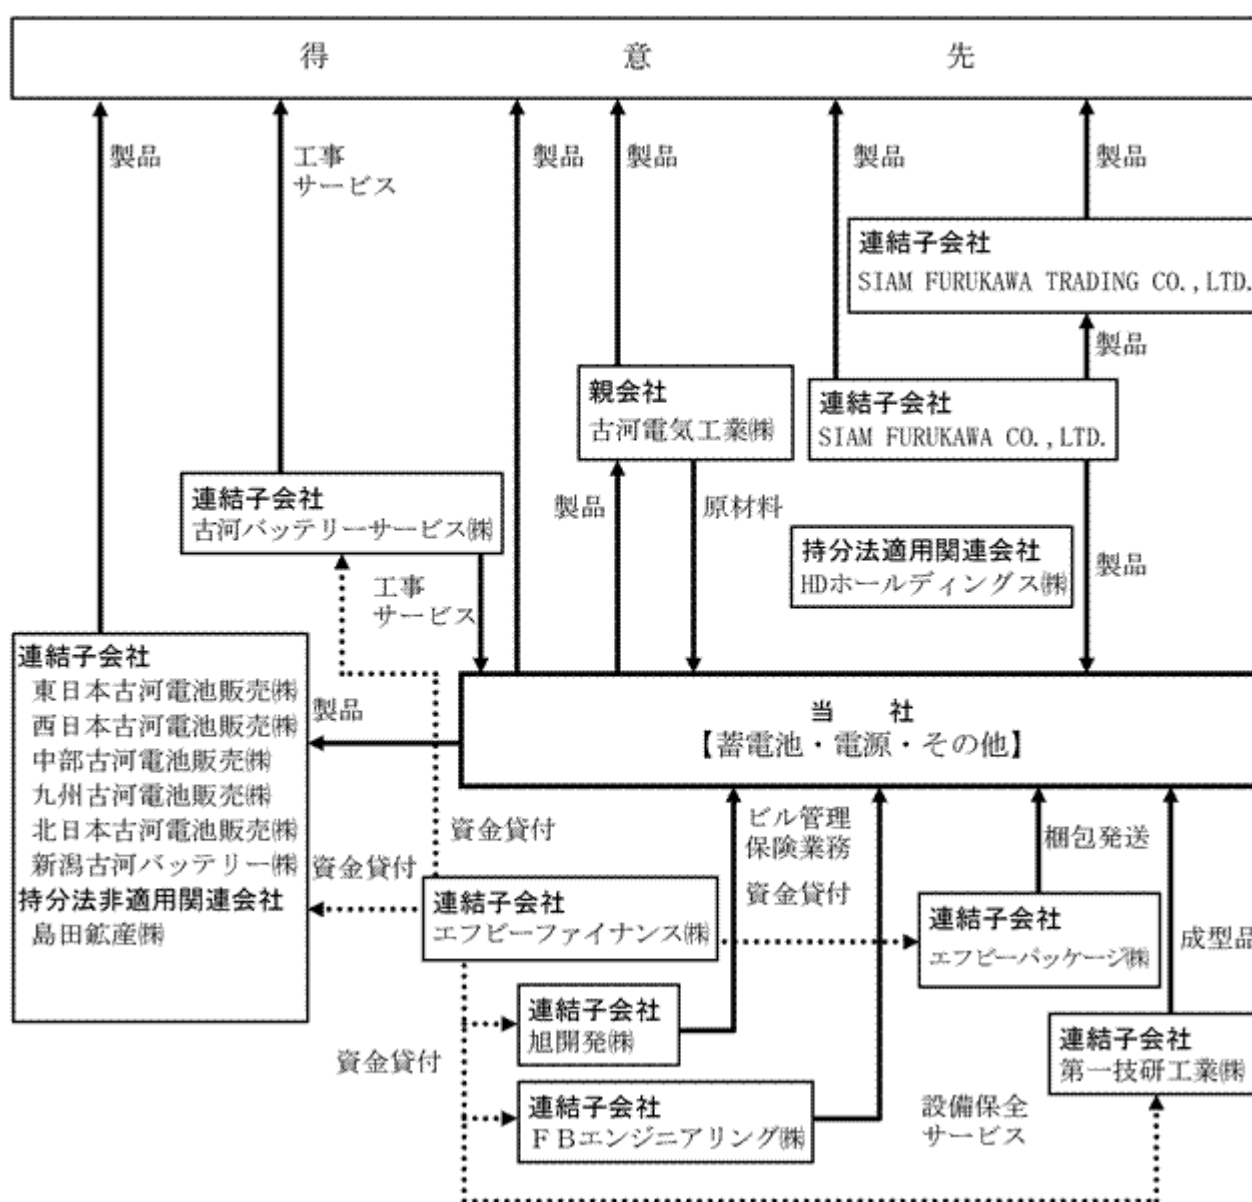 得 意 先
製品
工事
サービス
製品
製品
製品
製品
連結子会社
SIAM FURUKAWA TRADING CO.,LTD.
製品
親会社
古河電気工業㈱
連結子会社
SIAM FURUKAWA CO.,LTD.
連結子会社
古河バッテリーサービス㈱
製品
原材料
持分法適用関連会社
HDホールディングス㈱
製品
工事
サービス
連結子会社
東日本古河電池販売㈱
西日本古河電池販売㈱
中部古河電池販売㈱
九州古河電池販売㈱
北日本古河電池販売㈱
新潟古河バッテリー㈱
持分法非適用関連会社
島田鉱産㈱
製品
当 社
【蓄電池・電源・その他】
資金貸付
ビル管理
保険業務
梱包発送
資金貸付
資金貸付
連結子会社
エフビーファイナンス㈱
連結子会社
エフビーパッケージ㈱
成型品
連結子会社
旭開発㈱
連結子会社
第一技研工業㈱
資金貸付
連結子会社
ＦＢエンジニアリング㈱
設備保全
サービス